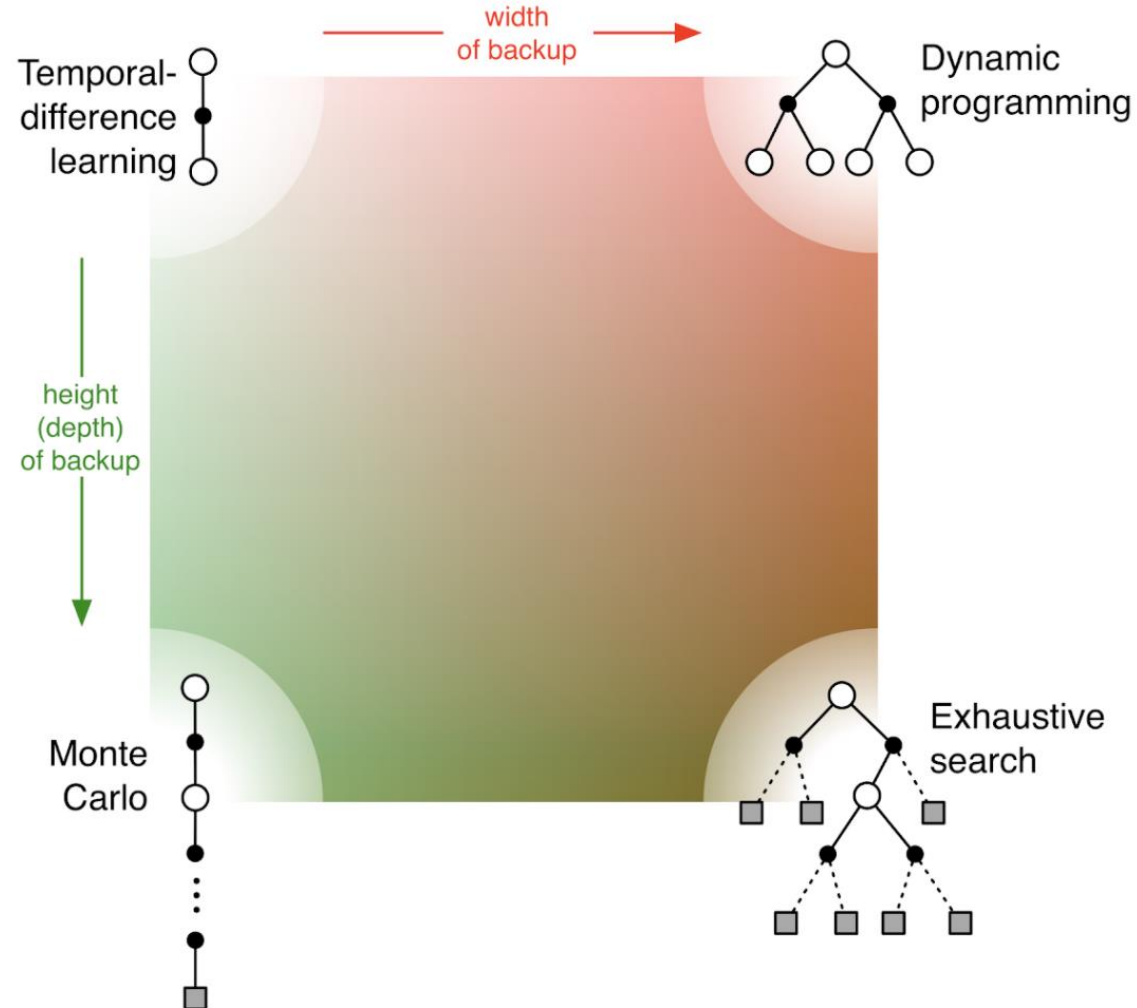 width
of backup
Temporal-
difference
learning
Dynamic
programming
height
(depth)
of backup
Monte
Carlo
Exhaustive
search